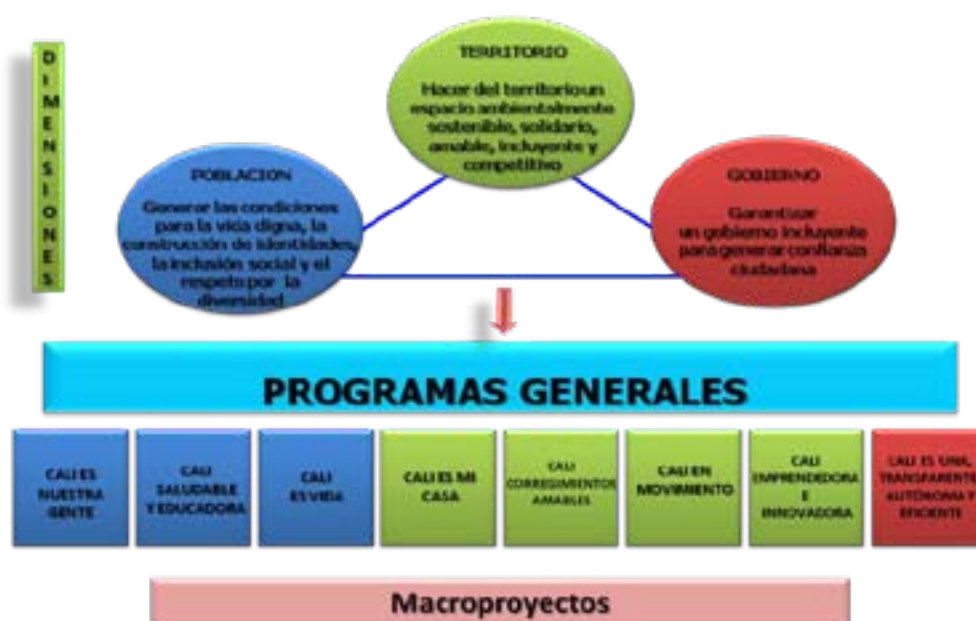 DIMENSIONES
TERRITORIO
Hacer del territorio un
espacio ambientalmente
sostenible, solidario,
amable, incluyente y
competitivo
POBLACION
Generar las condiciones
para la vida digna, la
construcción de identidades,
la inclusión social y el
respeto por la
diversidad
GOBIERNO
Garantizar
un gobierno incluyente
para generar confianza
ciudadana
PROGRAMAS GENERALES
CALI ES
NUESTRA
GENTE
CALI
SALUDABLE
Y EDUCADORA
CALI
ES VIDA
CALI ES MI
CASA
CALI
CORREGIMIENTOS
AMABLES
CALI EN
MOVIMIENTO
CALI
EMPRENDEDORA
E
INNOVADORA
CALI ES UNA,
TRANSPARENTE
AUTÓNOMA Y
EFICIENTE
Macroproyectos